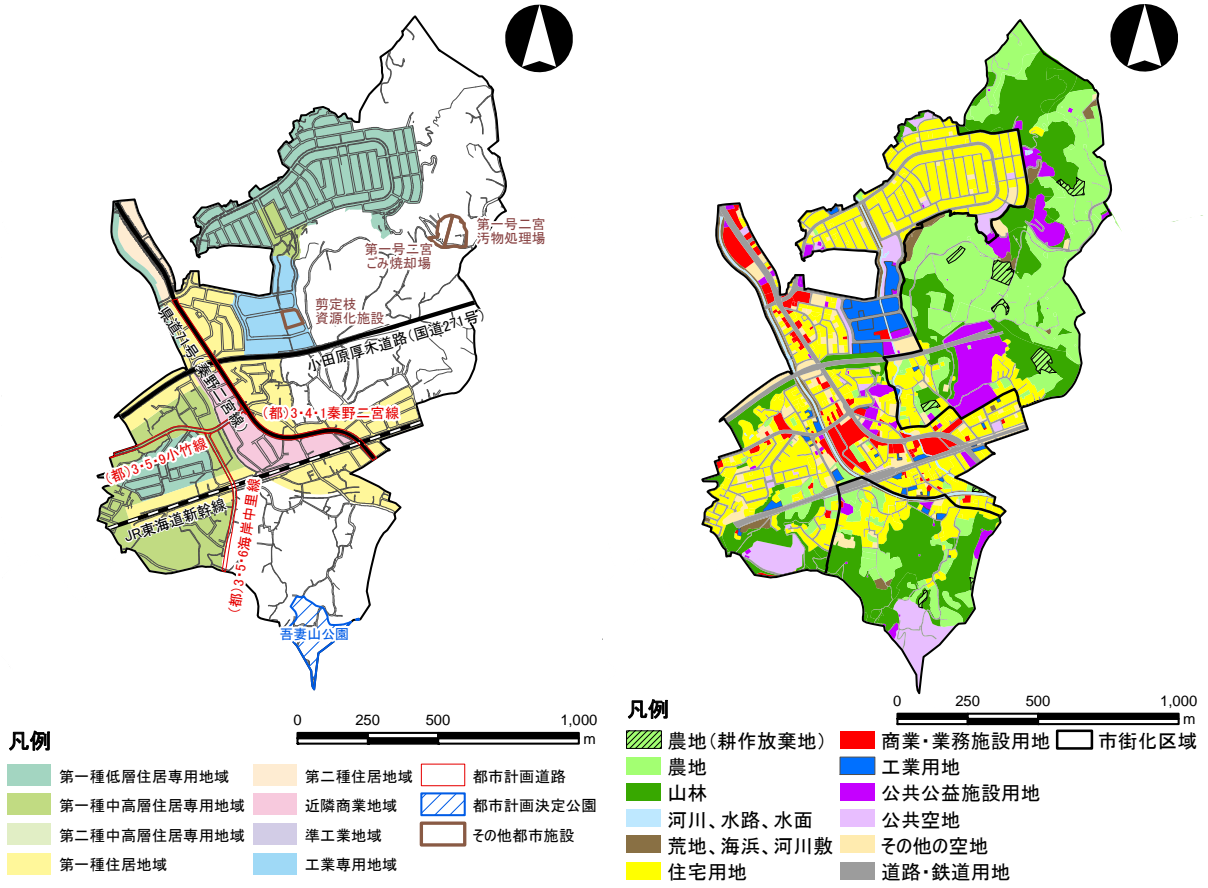 第一号二宮
汚物処理場
第一号二宮
ごみ焼却場
剪定枝
資源化施設
県道71号(秦野二宮線)
小田原厚木道路(国道271号)
(都)3・4・1秦野二宮線
(都)3・5・9小竹線
JR東海道新幹線
(都)3・5・6海岸中里線
吾妻山公園
0 250 500 1,000
m
凡例
第一種低層住居専用地域
第一種中高層住居専用地域
第二種中高層住居専用地域
第一種住居地域
第二種住居地域
近隣商業地域
準工業地域
工業専用地域
都市計画道路
都市計画決定公園
その他都市施設
0 250 500 1,000
m
凡例
農地(耕作放棄地)
農地
山林
河川、水路、水面
荒地、海浜、河川敷
住宅用地
商業・業務施設用地
工業用地
公共公益施設用地
公共空地
その他の空地
道路・鉄道用地
市街化区域